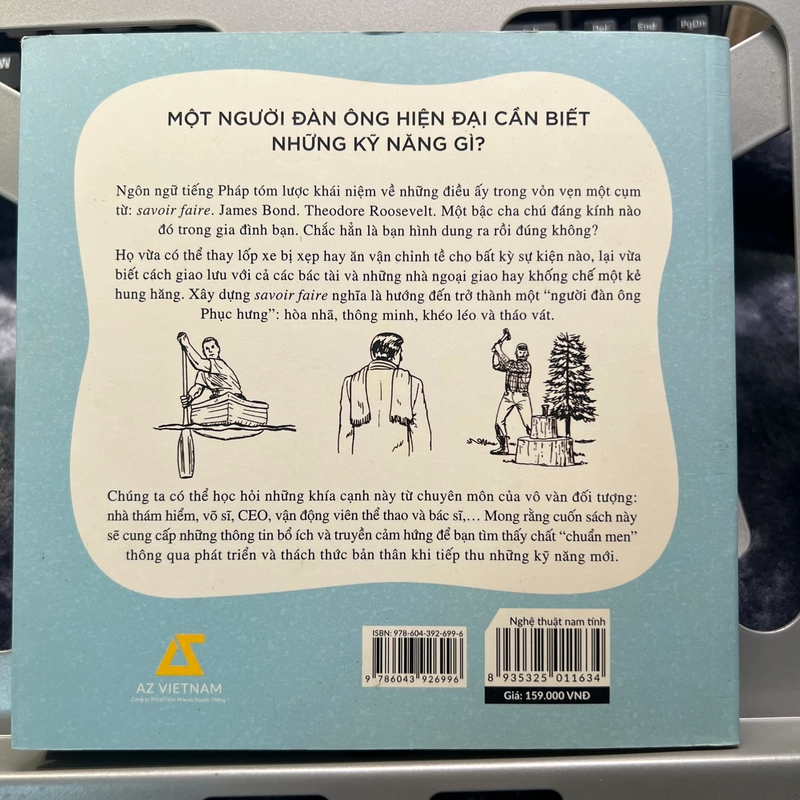 MỘT NGƯỜI ĐÀN ÔNG HIỆN ĐẠI CẦN BIẾT
NHỮNG KỸ NĂNG GÌ?
Ngôn ngữ tiếng Pháp tóm lược khái niệm về những điều ấy trong vỏn vẹn một cụm
từ: savoir faire. James Bond. Theodore Roosevelt. Một bậc cha chú đáng kính nào
đó trong gia đình bạn. Chắc hẳn là bạn hình dung ra rồi đúng không?
Họ vừa có thể thay lốp xe bị xẹp hay ăn vận chỉnh tề cho bất kỳ sự kiện nào, lại vừa
biết cách giao lưu với cả các bác tài và những nhà ngoại giao hay khống chế một kẻ
hung hăng. Xây dựng savoir faire nghĩa là hướng đến trở thành một “người đàn ông
Phục hưng”: hòa nhã, thông minh, khéo léo và tháo vát.
Chúng ta có thể học hỏi những khía cạnh này từ chuyên môn của vô vàn đối tượng:
nhà thám hiểm, võ sĩ, CEO, vận động viên thể thao và bác sĩ,... Mong rằng cuốn sách này
sẽ cung cấp những thông tin bổ ích và truyền cảm hứng để bạn tìm thấy chất “chuẩn men”
thông qua phát triển và thách thức bản thân khi tiếp thu những kỹ năng mới.
AZ VIETNAM
Công ty TNHH Văn Hóa và Truyền Thông
ISBN: 978-604-392-699-6
9 786043 926996
Nghệ thuật nam tính
8 935325 011634
Giá: 159.000 VNĐ
End
PgDn
W